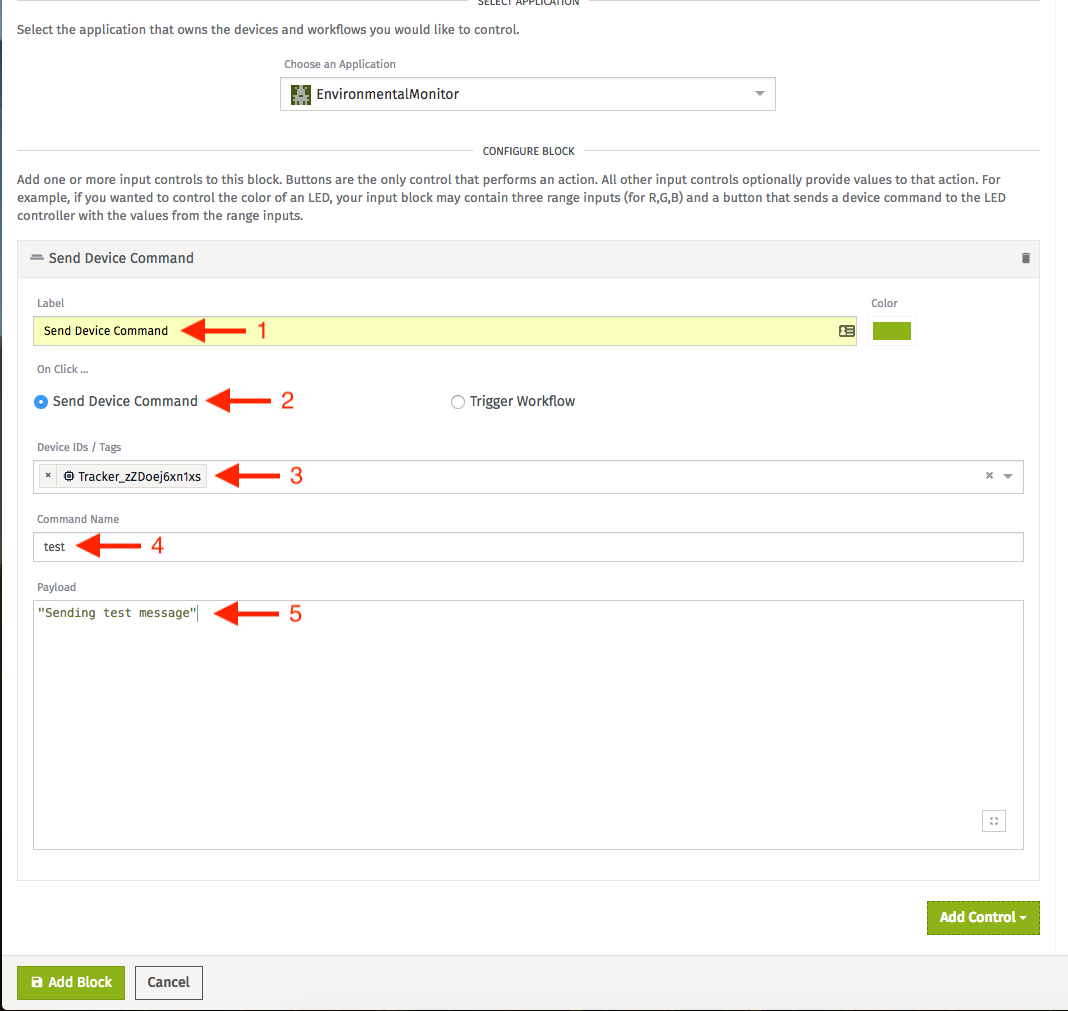 SELECT APPLICATION
Select the application that owns the devices and workflows you would like to control.
Choose an Application
EnvironmentalMonitor
CONFIGURE BLOCK
Add one or more input controls to this block. Buttons are the only control that performs an action. All other input controls optionally provide values to that action. For
example, if you wanted to control the color of an LED, your input block may contain three range inputs (for R,G,B) and a button that sends a device command to the LED
controller with the values from the range inputs.
Send Device Command
Label Color
Send Device Command 1
On Click ...
Send Device Command 2 Trigger Workflow
Device IDs / Tags
× Tracker_zZDoej6xn1xs 3 ×
Command Name
test 4
Payload
"Sending test message" 5
Add Control
Add Block Cancel